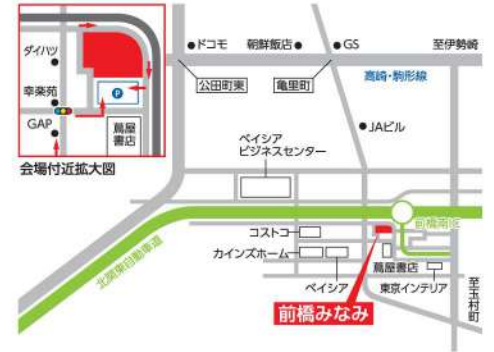 ダイハツ
幸楽苑
GAP
P
蔦屋
書店
会場付近拡大図
ドコモ
朝鮮飯店
GS
至伊勢崎
公田町東
亀里町
高崎・駒形線
JAビル
ベイシア
ビジネスセンター
北関東自動車道
前橋南IC
コストコ
カインズホーム
ベイシア
蔦屋書店
東京インテリア
至玉村町
前橋みなみ